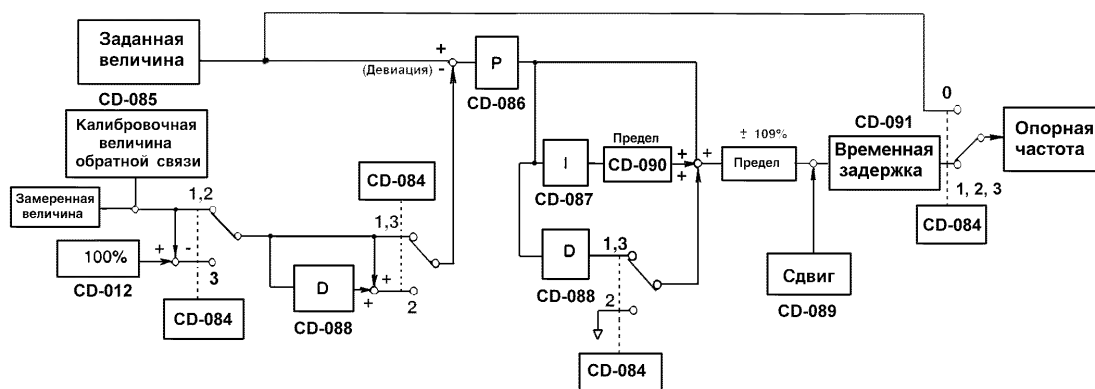 Заданная
величина
CD-085
Калибровочная
величина
обратной связи
Замеренная
величина
1,2
100%
+
-
CD-012
3
CD-084
D
CD-088
+
+
CD-084
1,3
2
+
-
(Девиация)
P
CD-086
I
CD-087
Предел
CD-090
+
+
D
CD-088
1,3
2
CD-084
+
± 109%
Предел
Сдвиг
CD-089
CD-091
Временная
задержка
0
1, 2, 3
CD-084
Опорная
частота